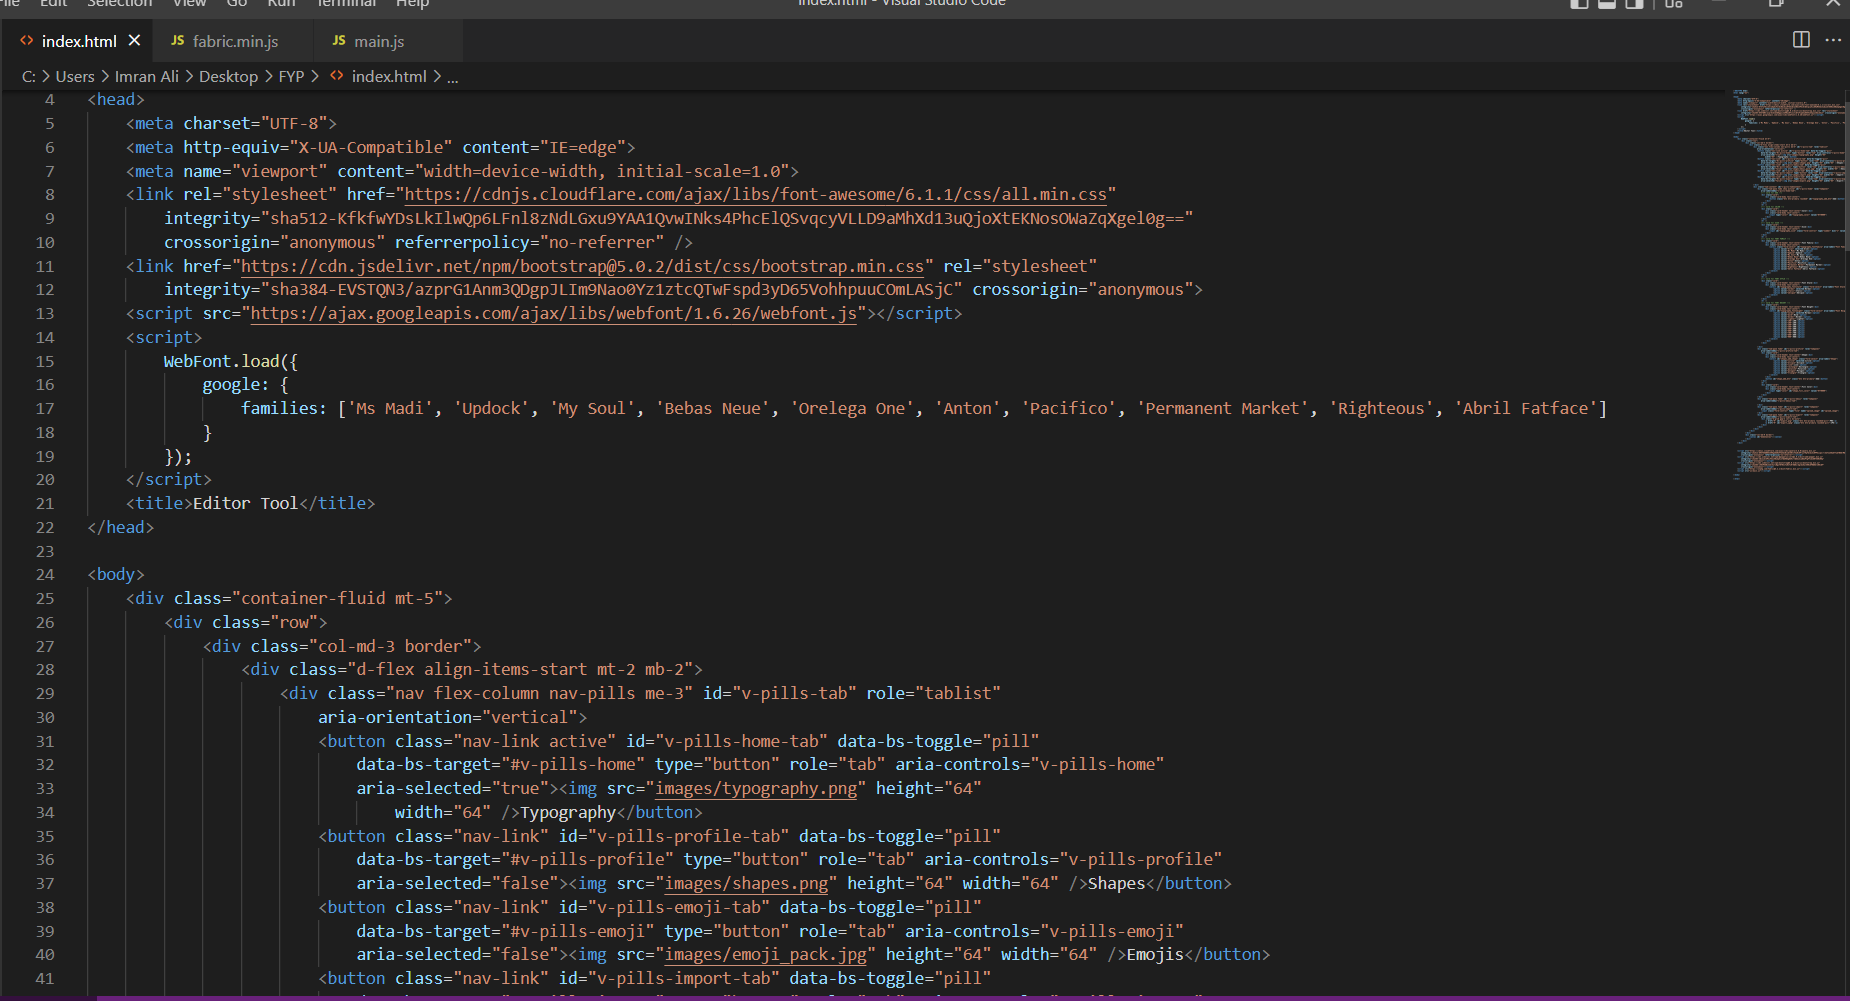 File Edit Selection View Go Run Terminal Help
index.html - Visual Studio Code
index.html
JS fabric.min.js
JS main.js
C: > Users > Imran Ali > Desktop > FYP > index.html > ...
4 <head>
5 <meta charset="UTF-8">
6 <meta http-equiv="X-UA-Compatible" content="IE=edge">
7 <meta name="viewport" content="width=device-width, initial-scale=1.0">
8 <link rel="stylesheet" href="https://cdnjs.cloudflare.com/ajax/libs/font-awesome/6.1.1/css/all.min.css"
9 integrity="sha512-KfkfwYDsLkIlwQp6LFnl8zNdLGxu9YAA1QvwINks4PhcElQSvqcyVLLD9aMhXd13uQjoXtEKNosOWaZqXgel0g=="
10 crossorigin="anonymous" referrerpolicy="no-referrer" />
11 <link href="https://cdn.jsdelivr.net/npm/bootstrap@5.0.2/dist/css/bootstrap.min.css" rel="stylesheet"
12 integrity="sha384-EVSTQN3/azprG1Anm3QDgpJLIm9Nao0Yz1ztcQTwFspd3yD65VohhpuuCOmLASjC" crossorigin="anonymous">
13 <script src="https://ajax.googleapis.com/ajax/libs/webfont/1.6.26/webfont.js"></script>
14 <script>
15 WebFont.load({
16 google: {
17 families: ['Ms Madi', 'Updock', 'My Soul', 'Bebas Neue', 'Orelega One', 'Anton', 'Pacifico', 'Permanent Market', 'Righteous', 'Abril Fatface']
18 }
19 });
20 </script>
21 <title>Editor Tool</title>
22 </head>
23
24 <body>
25 <div class="container-fluid mt-5">
26 <div class="row">
27 <div class="col-md-3 border">
28 <div class="d-flex align-items-start mt-2 mb-2">
29 <div class="nav flex-column nav-pills me-3" id="v-pills-tab" role="tablist"
30 aria-orientation="vertical">
31 <button class="nav-link active" id="v-pills-home-tab" data-bs-toggle="pill"
32 data-bs-target="#v-pills-home" type="button" role="tab" aria-controls="v-pills-home"
33 aria-selected="true"><img src="images/typography.png" height="64"
34 width="64" />Typography</button>
35 <button class="nav-link" id="v-pills-profile-tab" data-bs-toggle="pill"
36 data-bs-target="#v-pills-profile" type="button" role="tab" aria-controls="v-pills-profile"
37 aria-selected="false"><img src="images/shapes.png" height="64" width="64" />Shapes</button>
38 <button class="nav-link" id="v-pills-emoji-tab" data-bs-toggle="pill"
39 data-bs-target="#v-pills-emoji" type="button" role="tab" aria-controls="v-pills-emoji"
40 aria-selected="false"><img src="images/emoji_pack.jpg" height="64" width="64" />Emojis</button>
41 <button class="nav-link" id="v-pills-import-tab" data-bs-toggle="pill"